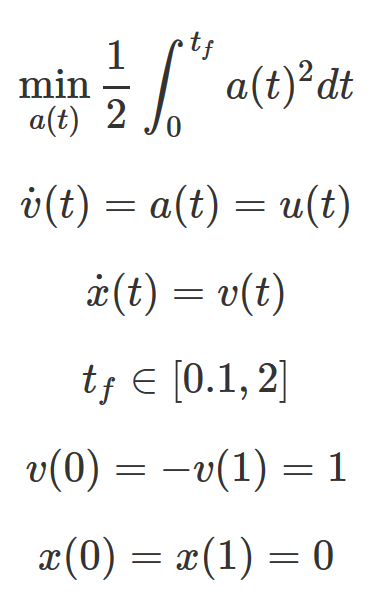 \min_{a(t)} \frac{1}{2} \int_0^{t_f} a(t)^2 dt
\dot{v}(t) = a(t) = u(t)
\dot{x}(t) = v(t)
t_f \in [0.1, 2]
v(0) = -v(1) = 1
x(0) = x(1) = 0